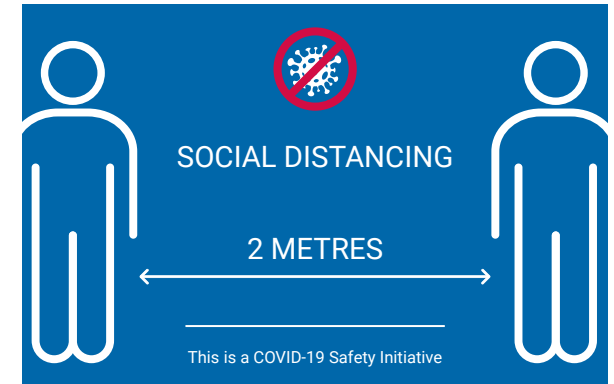 SOCIAL DISTANCING
2 METRES
This is a COVID-19 Safety Initiative